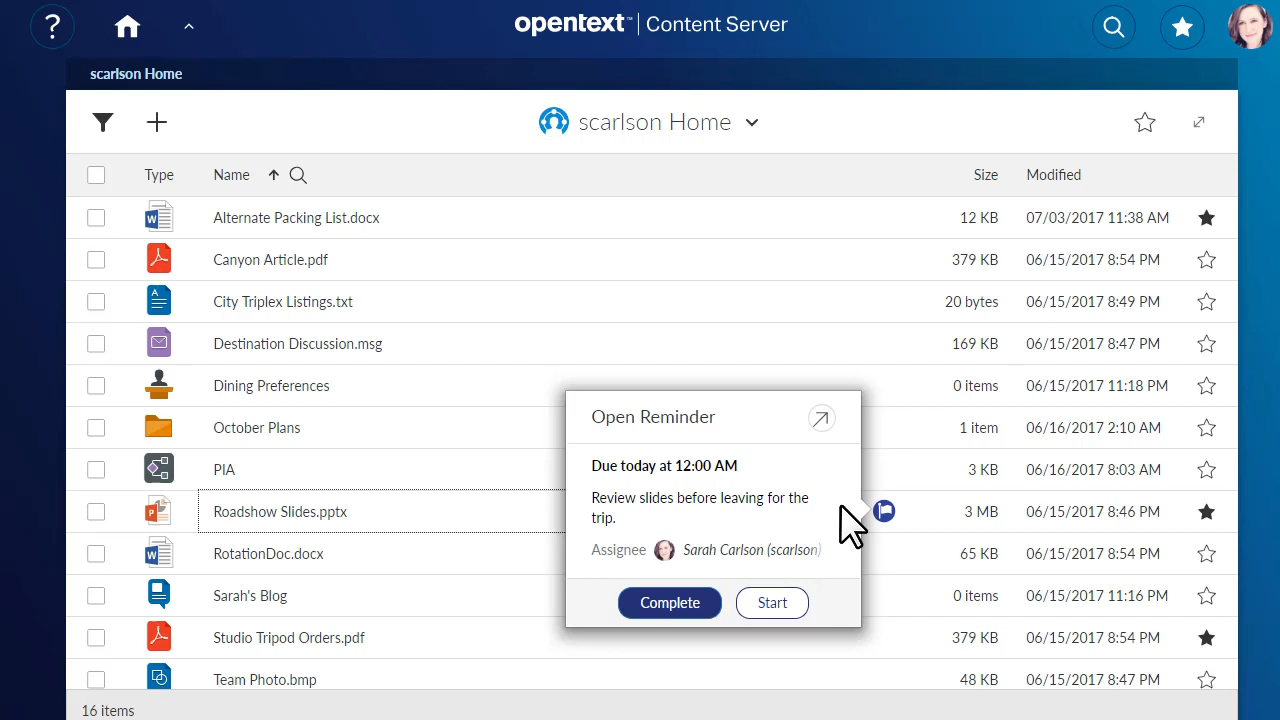 ?
opentext™ | Content Server
scarlson Home
scarlson Home
Type Name Size Modified
Alternate Packing List.docx 12 KB 07/03/2017 11:38 AM
Canyon Article.pdf 379 KB 06/15/2017 8:54 PM
City Triplex Listings.txt 20 bytes 06/15/2017 8:49 PM
Destination Discussion.msg 169 KB 06/15/2017 8:47 PM
Dining Preferences 0 items 06/15/2017 11:18 PM
October Plans 1 item 06/16/2017 2:10 AM
PIA 3 KB 06/16/2017 8:03 AM
Roadshow Slides.pptx 3 MB 06/15/2017 8:46 PM
RotationDoc.docx 65 KB 06/15/2017 8:54 PM
Sarah's Blog 0 items 06/15/2017 11:16 PM
Studio Tripod Orders.pdf 379 KB 06/15/2017 8:54 PM
Team Photo.bmp 48 KB 06/15/2017 8:47 PM
16 items
Open Reminder
Due today at 12:00 AM
Review slides before leaving for the
trip.
Assignee Sarah Carlson (scarlson)
Complete Start